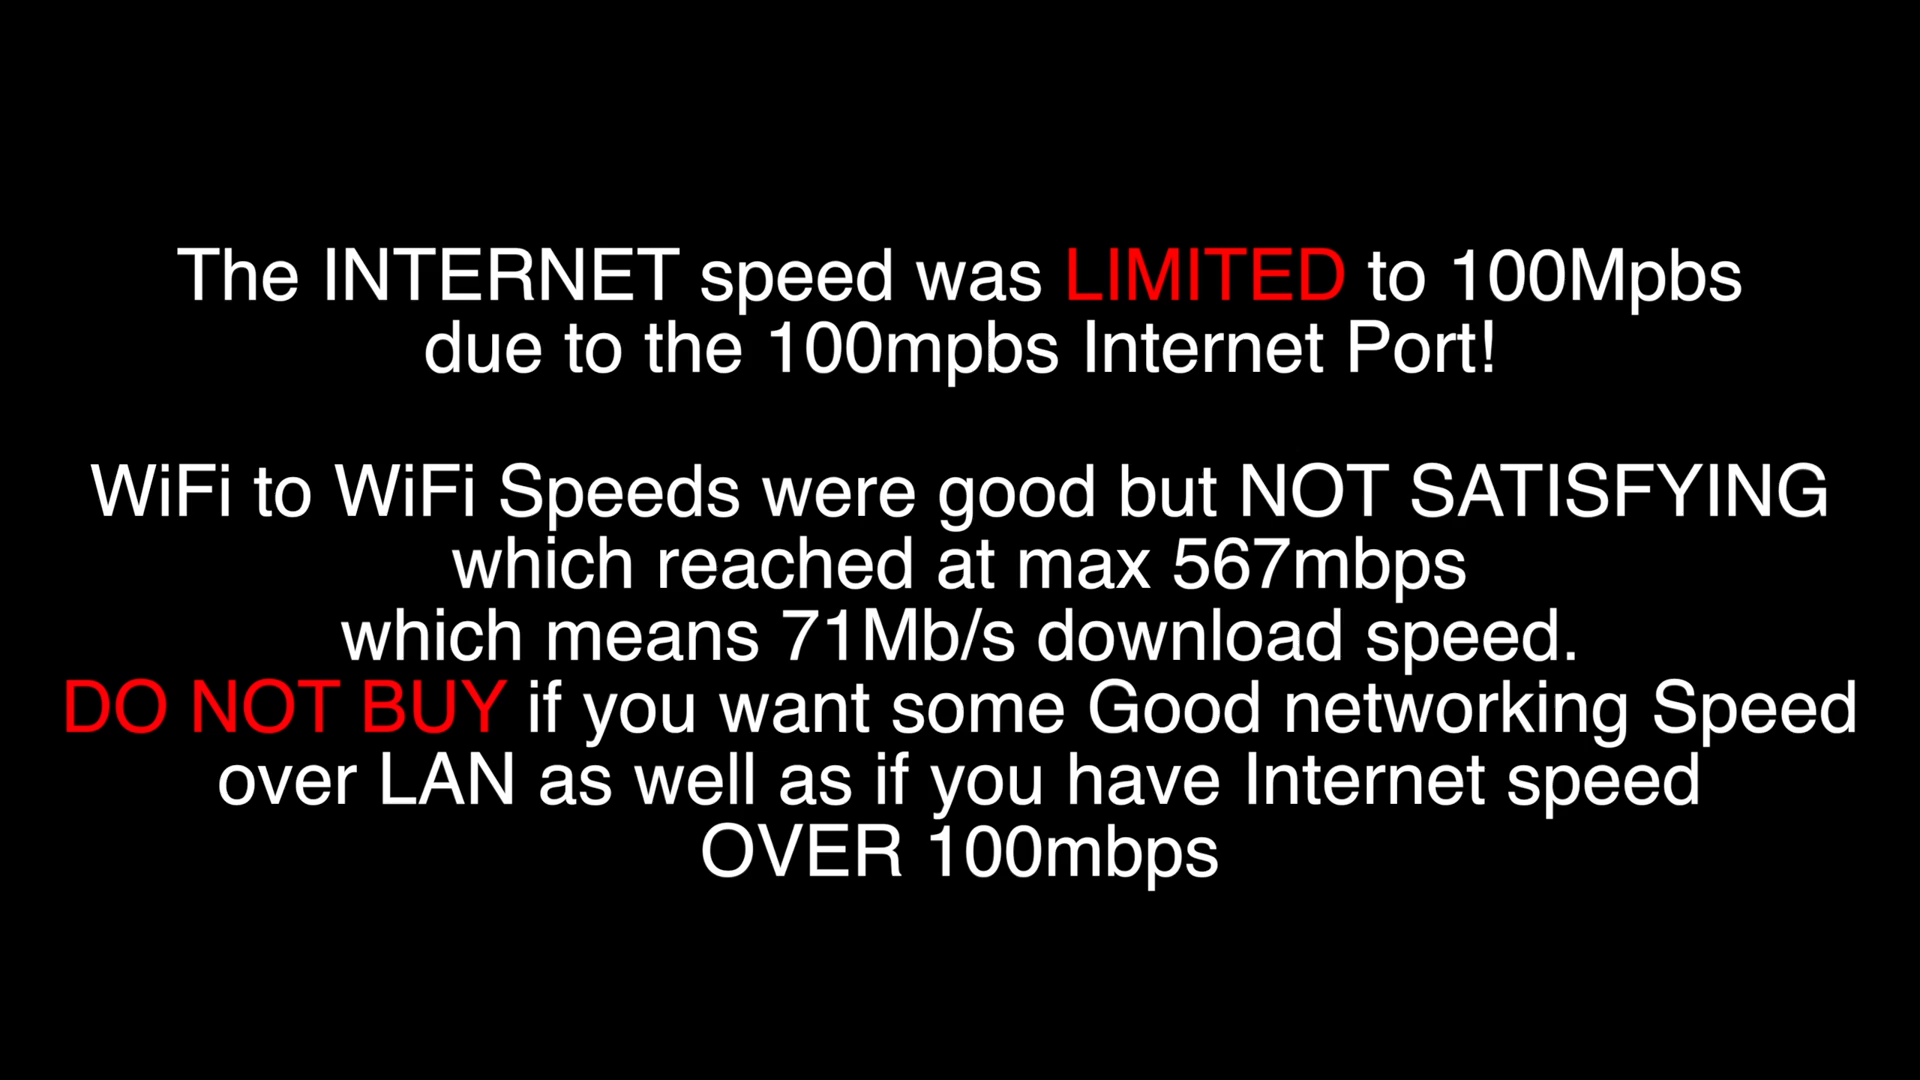 The INTERNET speed was LIMITED to 100Mpbs
due to the 100mpbs Internet Port!
WiFi to WiFi Speeds were good but NOT SATISFYING
which reached at max 567mbps
which means 71Mb/s download speed.
DO NOT BUY if you want some Good networking Speed
over LAN as well as if you have Internet speed
OVER 100mbps